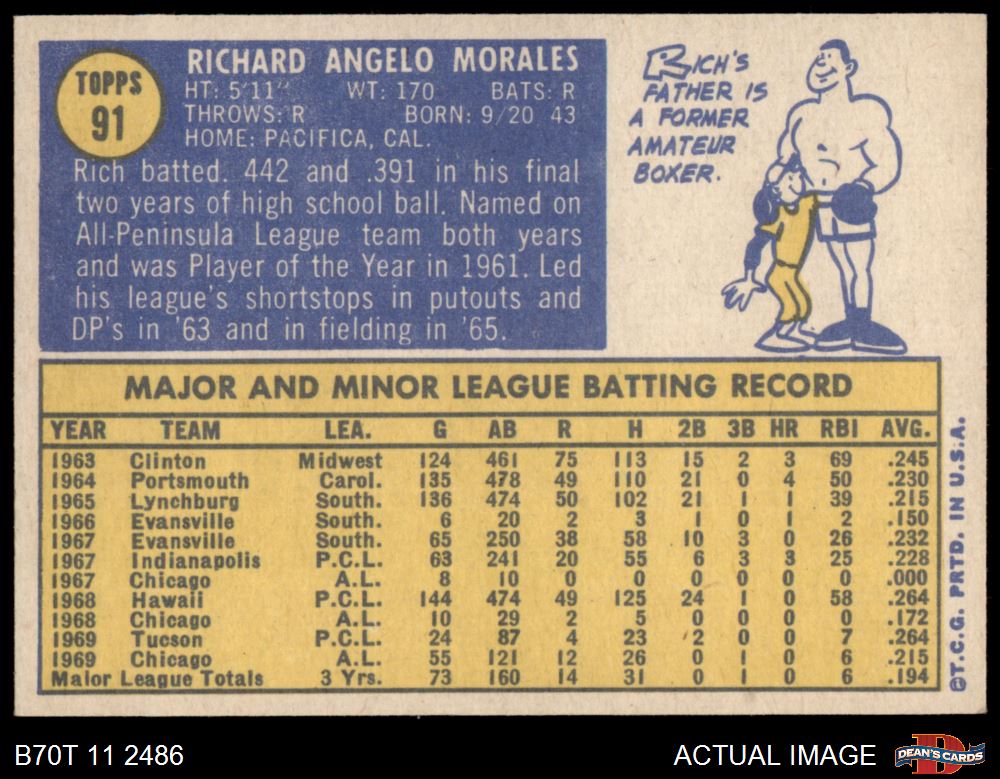 TOPPS
91
RICHARD ANGELO MORALES
HT: 5'11" WT: 170 BATS: R
THROWS: R BORN: 9/20 43
HOME: PACIFICA, CAL.
Rich batted. 442 and .391 in his final
two years of high school ball. Named on
All-Peninsula League team both years
and was Player of the Year in 1961. Led
his league's shortstops in putouts and
DP's in '63 and in fielding in '65.
RICH'S
FATHER IS
A FORMER
AMATEUR
BOXER.
MAJOR AND MINOR LEAGUE BATTING RECORD
YEAR TEAM LEA. G AB R H 2B 3B HR RBI AVG.
1963 Clinton Midwest 124 461 75 113 15 2 3 69 .245
1964 Portsmouth Carol. 135 478 49 110 21 0 4 50 .230
1965 Lynchburg South. 136 474 50 102 21 1 1 39 .215
1966 Evansville South. 6 20 2 3 1 0 1 2 .150
1967 Evansville South. 65 250 38 58 10 3 0 26 .232
1967 Indianapolis P.C.L. 63 241 20 55 6 3 3 25 .228
1967 Chicago A.L. 8 10 0 0 0 0 0 0 .000
1968 Hawaii P.C.L. 144 474 49 125 24 1 0 58 .264
1968 Chicago A.L. 10 29 2 5 0 0 0 0 .172
1969 Tucson P.C.L. 24 87 4 23 2 0 0 7 .264
1969 Chicago A.L. 55 121 12 26 0 1 0 6 .215
Major League Totals 3 Yrs. 73 160 14 31 0 1 0 6 .194
©T.C.G. PRTD. IN U.S.A.
B70T 11 2486
ACTUAL IMAGE
DEAN'S CARDS